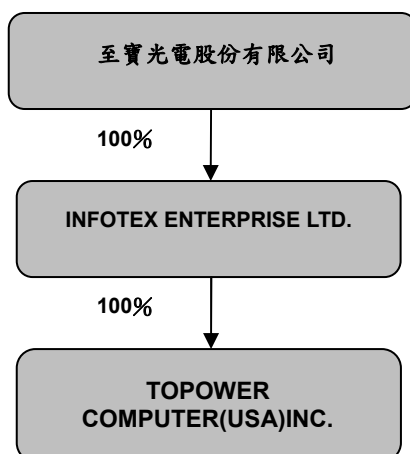 至寶光電股份有限公司
100%
INFOTEX ENTERPRISE LTD.
100%
TOPOWER
COMPUTER(USA)INC.